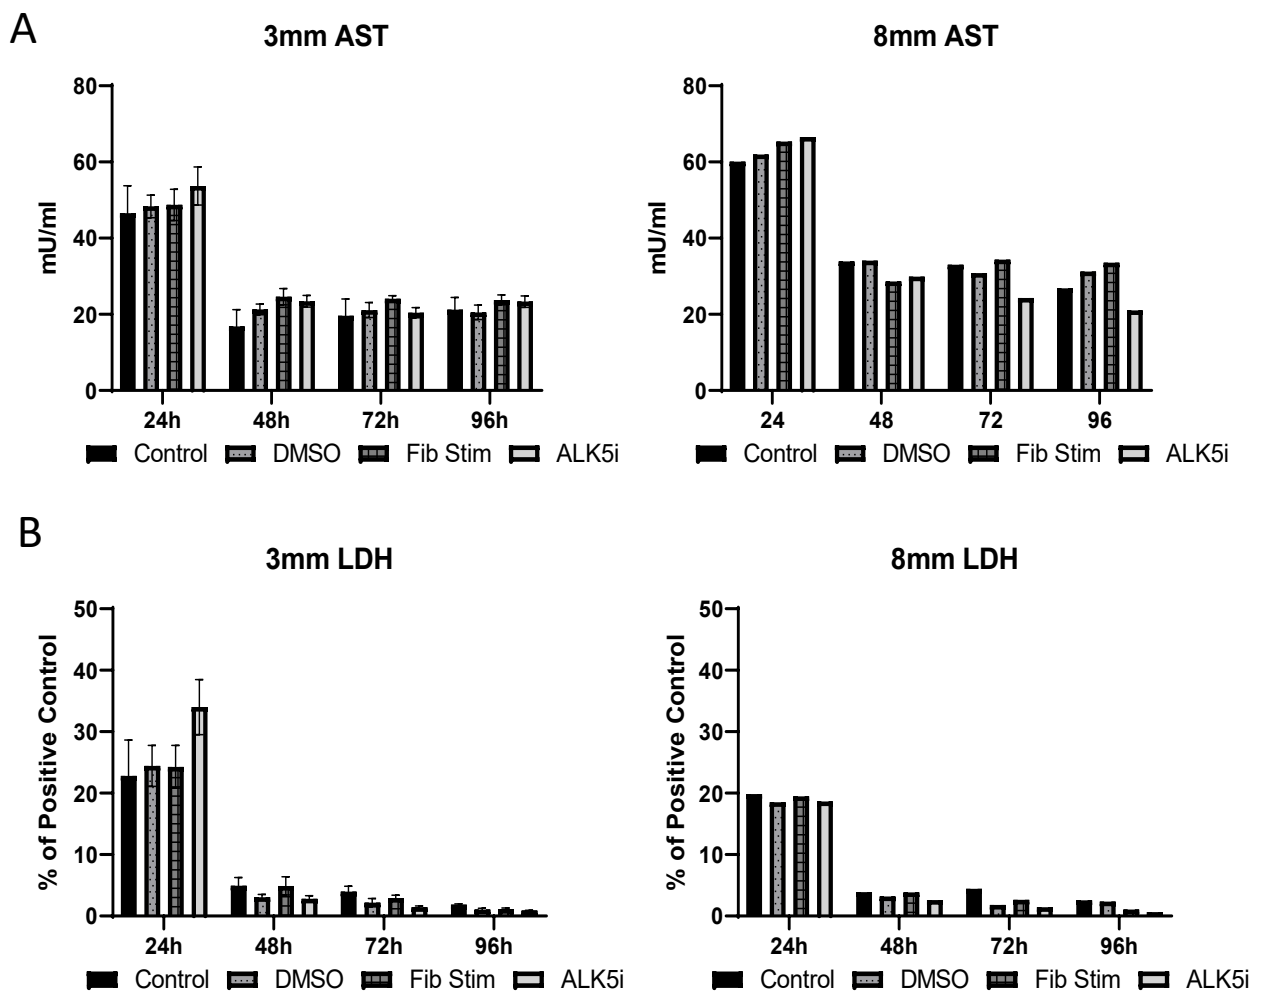 A
3mm AST
8mm AST
mU/ml
80
60
40
20
0
24h 48h 72h 96h
Control DMSO Fib Stim ALK5i
mU/ml
80
60
40
20
0
24 48 72 96
Control DMSO Fib Stim ALK5i
B
3mm LDH
8mm LDH
% of Positive Control
50
40
30
20
10
0
24h 48h 72h 96h
Control DMSO Fib Stim ALK5i
% of Positive Control
50
40
30
20
10
0
24h 48h 72h 96h
Control DMSO Fib Stim ALK5i